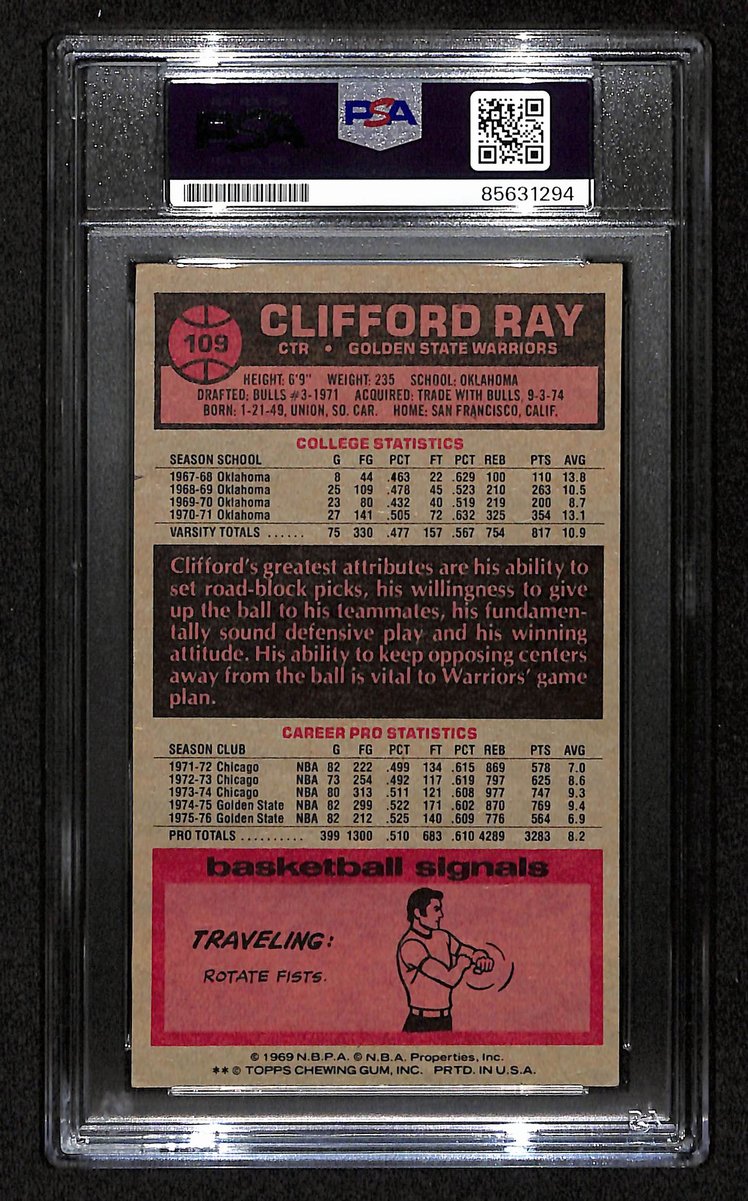 PSA PSA
85631294
109 CLIFFORD RAY
CTR • GOLDEN STATE WARRIORS
HEIGHT: 6'9" WEIGHT: 235 SCHOOL: OKLAHOMA
DRAFTED: BULLS #3-1971 ACQUIRED: TRADE WITH BULLS, 9-3-74
BORN: 1-21-49, UNION, SO. CAR. HOME: SAN FRANCISCO, CALIF.
COLLEGE STATISTICS
SEASON SCHOOL G FG PCT FT PCT REB PTS AVG
1967-68 Oklahoma 8 44 .463 22 .629 100 110 13.8
1968-69 Oklahoma 25 109 .478 45 .523 210 263 10.5
1969-70 Oklahoma 23 80 .432 40 .519 219 200 8.7
1970-71 Oklahoma 27 141 .505 72 .632 325 354 13.1
VARSITY TOTALS ...... 75 330 .477 157 .567 754 817 10.9
Clifford's greatest attributes are his ability to
set road-block picks, his willingness to give
up the ball to his teammates, his fundamen-
tally sound defensive play and his winning
attitude. His ability to keep opposing centers
away from the ball is vital to Warriors' game
plan.
CAREER PRO STATISTICS
SEASON CLUB G FG PCT FT PCT REB PTS AVG
1971-72 Chicago NBA 82 222 .499 134 .615 869 578 7.0
1972-73 Chicago NBA 73 254 .492 117 .619 797 625 8.6
1973-74 Chicago NBA 80 313 .511 121 .608 977 747 9.3
1974-75 Golden State NBA 82 299 .522 171 .602 870 769 9.4
1975-76 Golden State NBA 82 212 .525 140 .609 776 564 6.9
PRO TOTALS .......... 399 1300 .510 683 .610 4289 3283 8.2
basketball signals
TRAVELING:
ROTATE FISTS.
© 1969 N.B.P.A. © N.B.A. Properties, Inc.
** © TOPPS CHEWING GUM, INC. PRTD. IN U.S.A.